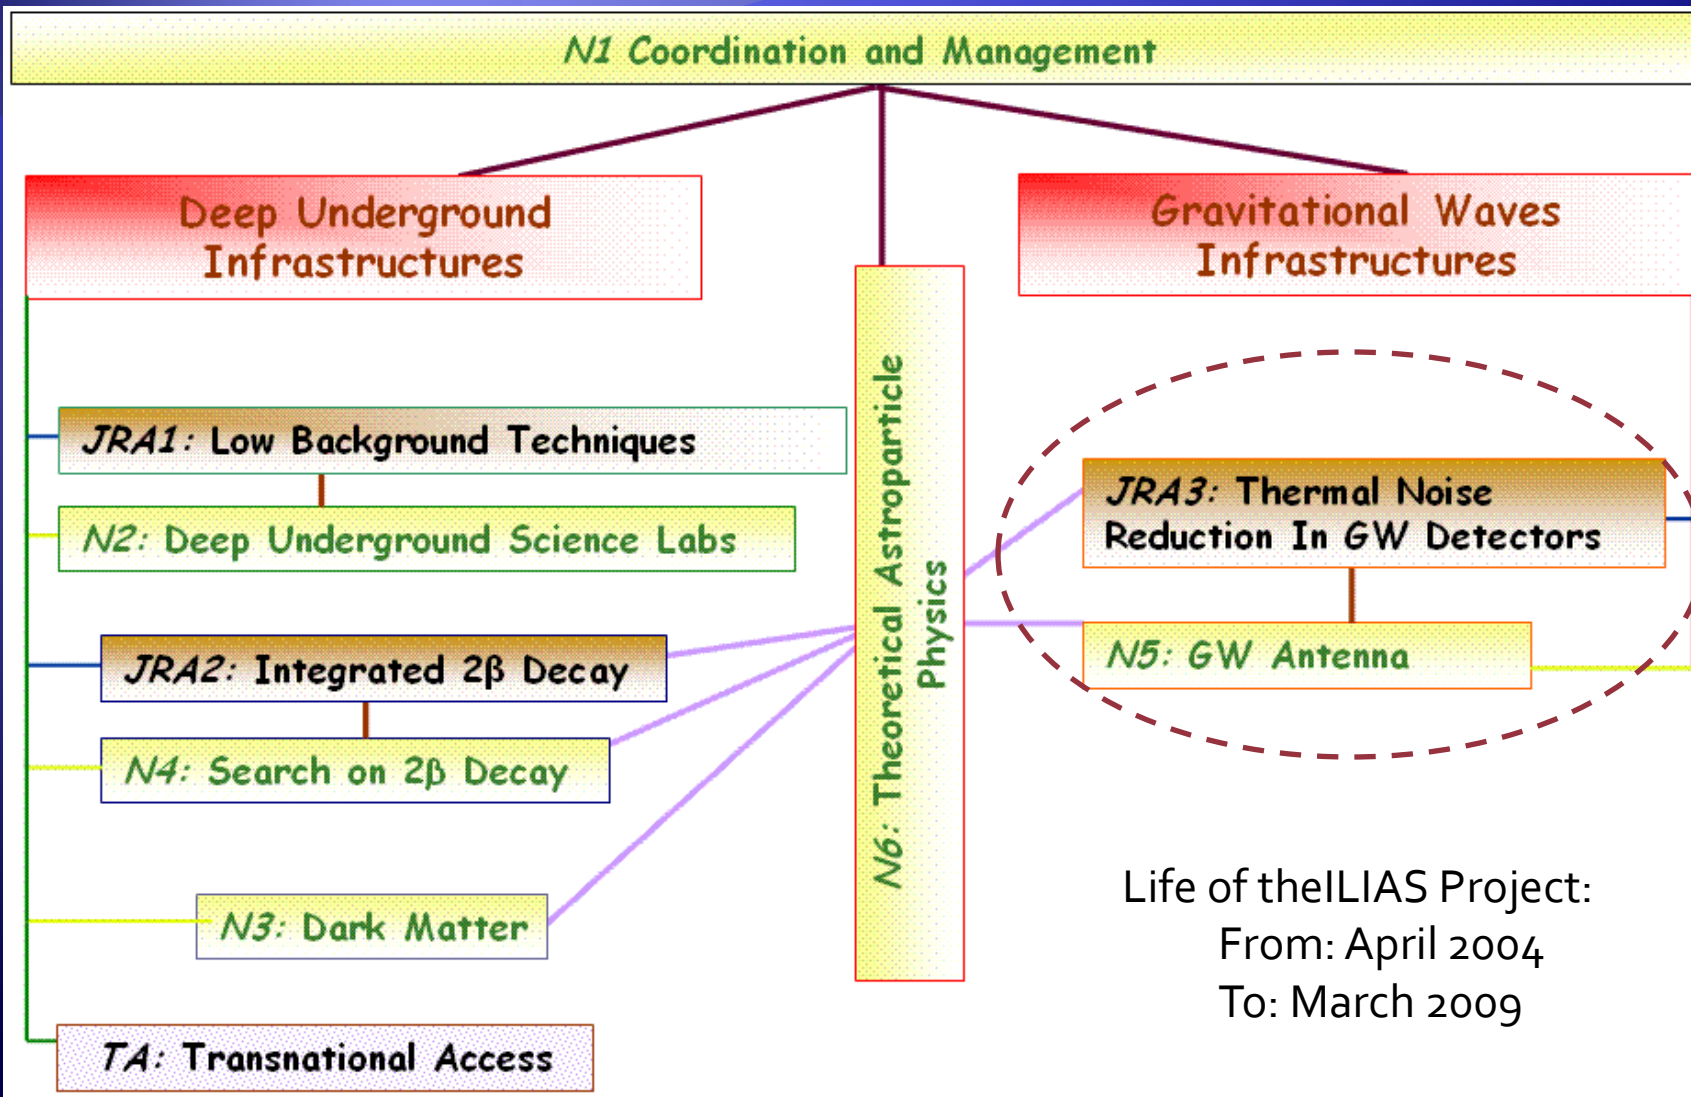 N1 Coordination and Management
Deep Underground
Infrastructures
Gravitational Waves
Infrastructures
JRA1: Low Background Techniques
N2: Deep Underground Science Labs
JRA2: Integrated 2β Decay
N4: Search on 2β Decay
N3: Dark Matter
TA: Transnational Access
N6: Theoretical Astroparticle
Physics
JRA3: Thermal Noise
Reduction In GW Detectors
N5: GW Antenna
Life of theILIAS Project:
From: April 2004
To: March 2009